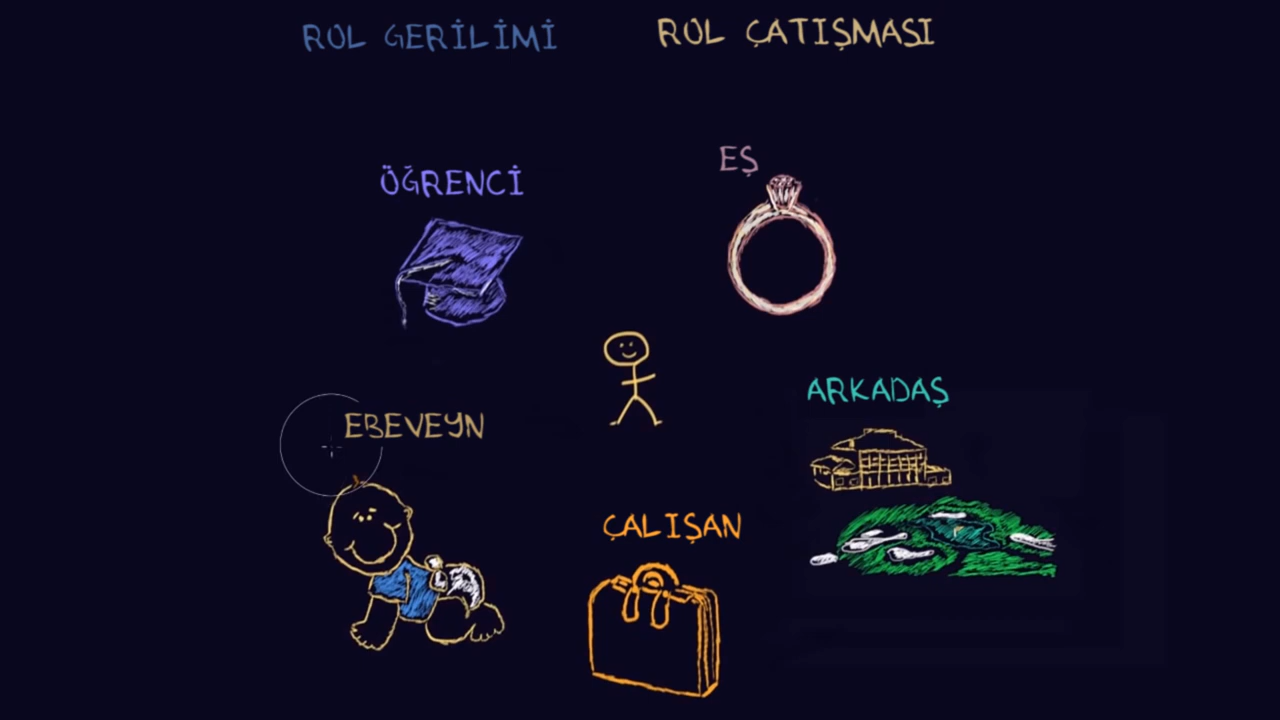 ROL GERİLİMİ
ROL ÇATIŞMASI
ÖĞRENCİ
EŞ
EBEVEYN
ARKADAŞ
ÇALIŞAN